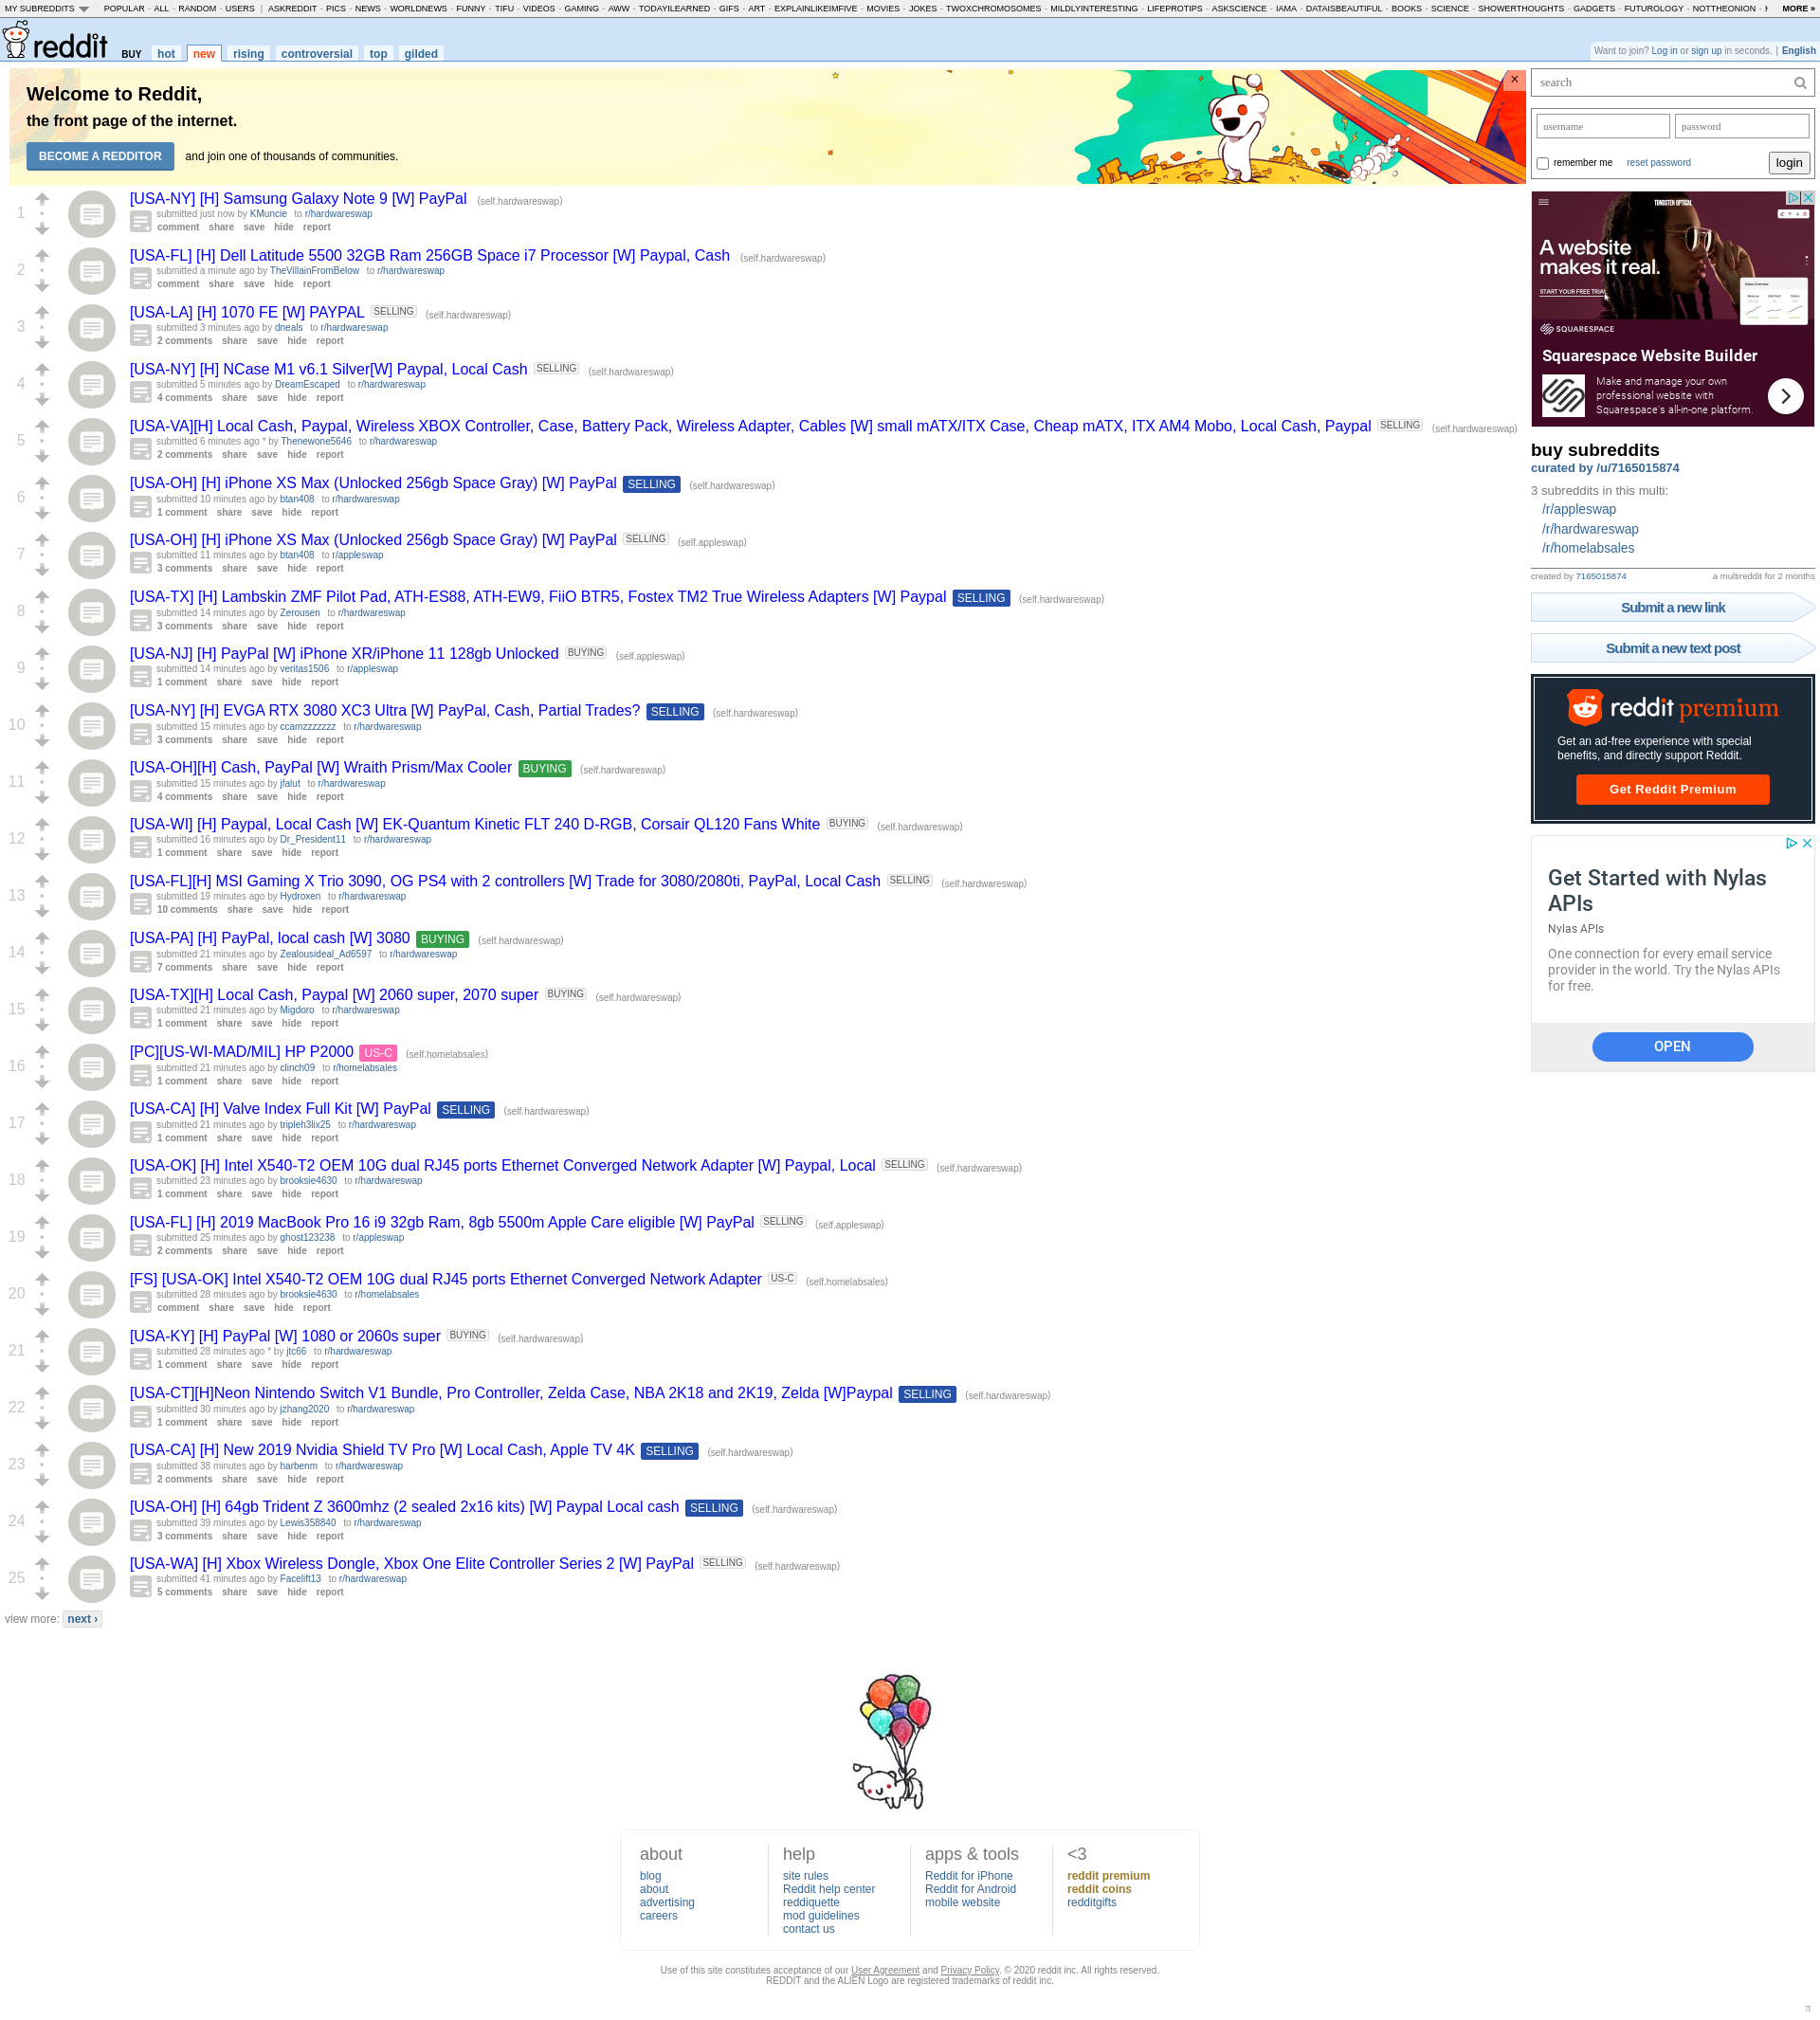 MY SUBREDDITS POPULAR - ALL - RANDOM - USERS | ASKREDDIT - PICS - NEWS - WORLDNEWS - FUNNY - TIFU - VIDEOS - GAMING - AWW - TODAYILEARNED - GIFS - ART - EXPLAINLIKEIMFIVE - MOVIES - JOKES - TWOXCHROMOSOMES - MILDLYINTERESTING - LIFEPROTIPS - ASKSCIENCE - IAMA - DATAISBEAUTIFUL - BOOKS - SCIENCE - SHOWERTHOUGHTS - GADGETS - FUTUROLOGY - NOTTHEONION - MORE »
reddit BUY hot new rising controversial top gilded
Want to join? Log in or sign up in seconds. | English
Welcome to Reddit,
the front page of the internet.
BECOME A REDDITOR and join one of thousands of communities.
×
1
[USA-NY] [H] Samsung Galaxy Note 9 [W] PayPal (self.hardwareswap)
submitted just now by KMuncie to r/hardwareswap
comment share save hide report
2
[USA-FL] [H] Dell Latitude 5500 32GB Ram 256GB Space i7 Processor [W] Paypal, Cash (self.hardwareswap)
submitted a minute ago by TheVillainFromBelow to r/hardwareswap
comment share save hide report
3
[USA-LA] [H] 1070 FE [W] PAYPAL SELLING (self.hardwareswap)
submitted 3 minutes ago by dneals to r/hardwareswap
2 comments share save hide report
4
[USA-NY] [H] NCase M1 v6.1 Silver[W] Paypal, Local Cash SELLING (self.hardwareswap)
submitted 5 minutes ago by DreamEscaped to r/hardwareswap
4 comments share save hide report
5
[USA-VA][H] Local Cash, Paypal, Wireless XBOX Controller, Case, Battery Pack, Wireless Adapter, Cables [W] small mATX/ITX Case, Cheap mATX, ITX AM4 Mobo, Local Cash, Paypal SELLING (self.hardwareswap)
submitted 6 minutes ago * by Thenewone5646 to r/hardwareswap
2 comments share save hide report
6
[USA-OH] [H] iPhone XS Max (Unlocked 256gb Space Gray) [W] PayPal SELLING (self.hardwareswap)
submitted 10 minutes ago by btan408 to r/hardwareswap
1 comment share save hide report
7
[USA-OH] [H] iPhone XS Max (Unlocked 256gb Space Gray) [W] PayPal SELLING (self.appleswap)
submitted 11 minutes ago by btan408 to r/appleswap
3 comments share save hide report
8
[USA-TX] [H] Lambskin ZMF Pilot Pad, ATH-ES88, ATH-EW9, FiiO BTR5, Fostex TM2 True Wireless Adapters [W] Paypal SELLING (self.hardwareswap)
submitted 14 minutes ago by Zerousen to r/hardwareswap
3 comments share save hide report
9
[USA-NJ] [H] PayPal [W] iPhone XR/iPhone 11 128gb Unlocked BUYING (self.appleswap)
submitted 14 minutes ago by veritas1506 to r/appleswap
1 comment share save hide report
10
[USA-NY] [H] EVGA RTX 3080 XC3 Ultra [W] PayPal, Cash, Partial Trades? SELLING (self.hardwareswap)
submitted 15 minutes ago by ccamzzzzzzz to r/hardwareswap
3 comments share save hide report
11
[USA-OH][H] Cash, PayPal [W] Wraith Prism/Max Cooler BUYING (self.hardwareswap)
submitted 15 minutes ago by jfalut to r/hardwareswap
4 comments share save hide report
12
[USA-WI] [H] Paypal, Local Cash [W] EK-Quantum Kinetic FLT 240 D-RGB, Corsair QL120 Fans White BUYING (self.hardwareswap)
submitted 16 minutes ago by Dr_President11 to r/hardwareswap
1 comment share save hide report
13
[USA-FL][H] MSI Gaming X Trio 3090, OG PS4 with 2 controllers [W] Trade for 3080/2080ti, PayPal, Local Cash SELLING (self.hardwareswap)
submitted 19 minutes ago by Hydroxen to r/hardwareswap
10 comments share save hide report
14
[USA-PA] [H] PayPal, local cash [W] 3080 BUYING (self.hardwareswap)
submitted 21 minutes ago by Zealousideal_Ad6597 to r/hardwareswap
7 comments share save hide report
15
[USA-TX][H] Local Cash, Paypal [W] 2060 super, 2070 super BUYING (self.hardwareswap)
submitted 21 minutes ago by Migdoro to r/hardwareswap
1 comment share save hide report
16
[PC][US-WI-MAD/MIL] HP P2000 US-C (self.homelabsales)
submitted 21 minutes ago by clinch09 to r/homelabsales
1 comment share save hide report
17
[USA-CA] [H] Valve Index Full Kit [W] PayPal SELLING (self.hardwareswap)
submitted 21 minutes ago by tripleh3lix25 to r/hardwareswap
1 comment share save hide report
18
[USA-OK] [H] Intel X540-T2 OEM 10G dual RJ45 ports Ethernet Converged Network Adapter [W] Paypal, Local SELLING (self.hardwareswap)
submitted 23 minutes ago by brooksie4630 to r/hardwareswap
1 comment share save hide report
19
[USA-FL] [H] 2019 MacBook Pro 16 i9 32gb Ram, 8gb 5500m Apple Care eligible [W] PayPal SELLING (self.appleswap)
submitted 25 minutes ago by ghost123238 to r/appleswap
2 comments share save hide report
20
[FS] [USA-OK] Intel X540-T2 OEM 10G dual RJ45 ports Ethernet Converged Network Adapter US-C (self.homelabsales)
submitted 28 minutes ago by brooksie4630 to r/homelabsales
comment share save hide report
21
[USA-KY] [H] PayPal [W] 1080 or 2060s super BUYING (self.hardwareswap)
submitted 28 minutes ago * by jtc66 to r/hardwareswap
1 comment share save hide report
22
[USA-CT][H]Neon Nintendo Switch V1 Bundle, Pro Controller, Zelda Case, NBA 2K18 and 2K19, Zelda [W]Paypal SELLING (self.hardwareswap)
submitted 30 minutes ago by jzhang2020 to r/hardwareswap
1 comment share save hide report
23
[USA-CA] [H] New 2019 Nvidia Shield TV Pro [W] Local Cash, Apple TV 4K SELLING (self.hardwareswap)
submitted 38 minutes ago by harbenm to r/hardwareswap
2 comments share save hide report
24
[USA-OH] [H] 64gb Trident Z 3600mhz (2 sealed 2x16 kits) [W] Paypal Local cash SELLING (self.hardwareswap)
submitted 39 minutes ago by Lewis358840 to r/hardwareswap
3 comments share save hide report
25
[USA-WA] [H] Xbox Wireless Dongle, Xbox One Elite Controller Series 2 [W] PayPal SELLING (self.hardwareswap)
submitted 41 minutes ago by Facelift13 to r/hardwareswap
5 comments share save hide report
view more: next ›
search
username password
remember me reset password login
TUNGSTEN OPTICAL
A website
makes it real.
START YOUR FREE TRIAL
SQUARESPACE
Squarespace Website Builder
Make and manage your own
professional website with
Squarespace's all-in-one platform.
buy subreddits
curated by /u/7165015874
3 subreddits in this multi:
/r/appleswap
/r/hardwareswap
/r/homelabsales
created by 7165015874 a multireddit for 2 months
Submit a new link
Submit a new text post
reddit premium
Get an ad-free experience with special
benefits, and directly support Reddit.
Get Reddit Premium
Get Started with Nylas
APIs
Nylas APIs
One connection for every email service
provider in the world. Try the Nylas APIs
for free.
OPEN
about
blog
about
advertising
careers
help
site rules
Reddit help center
reddiquette
mod guidelines
contact us
apps & tools
Reddit for iPhone
Reddit for Android
mobile website
<3
reddit premium
reddit coins
redditgifts
Use of this site constitutes acceptance of our User Agreement and Privacy Policy. © 2020 reddit inc. All rights reserved.
REDDIT and the ALIEN Logo are registered trademarks of reddit inc.
π